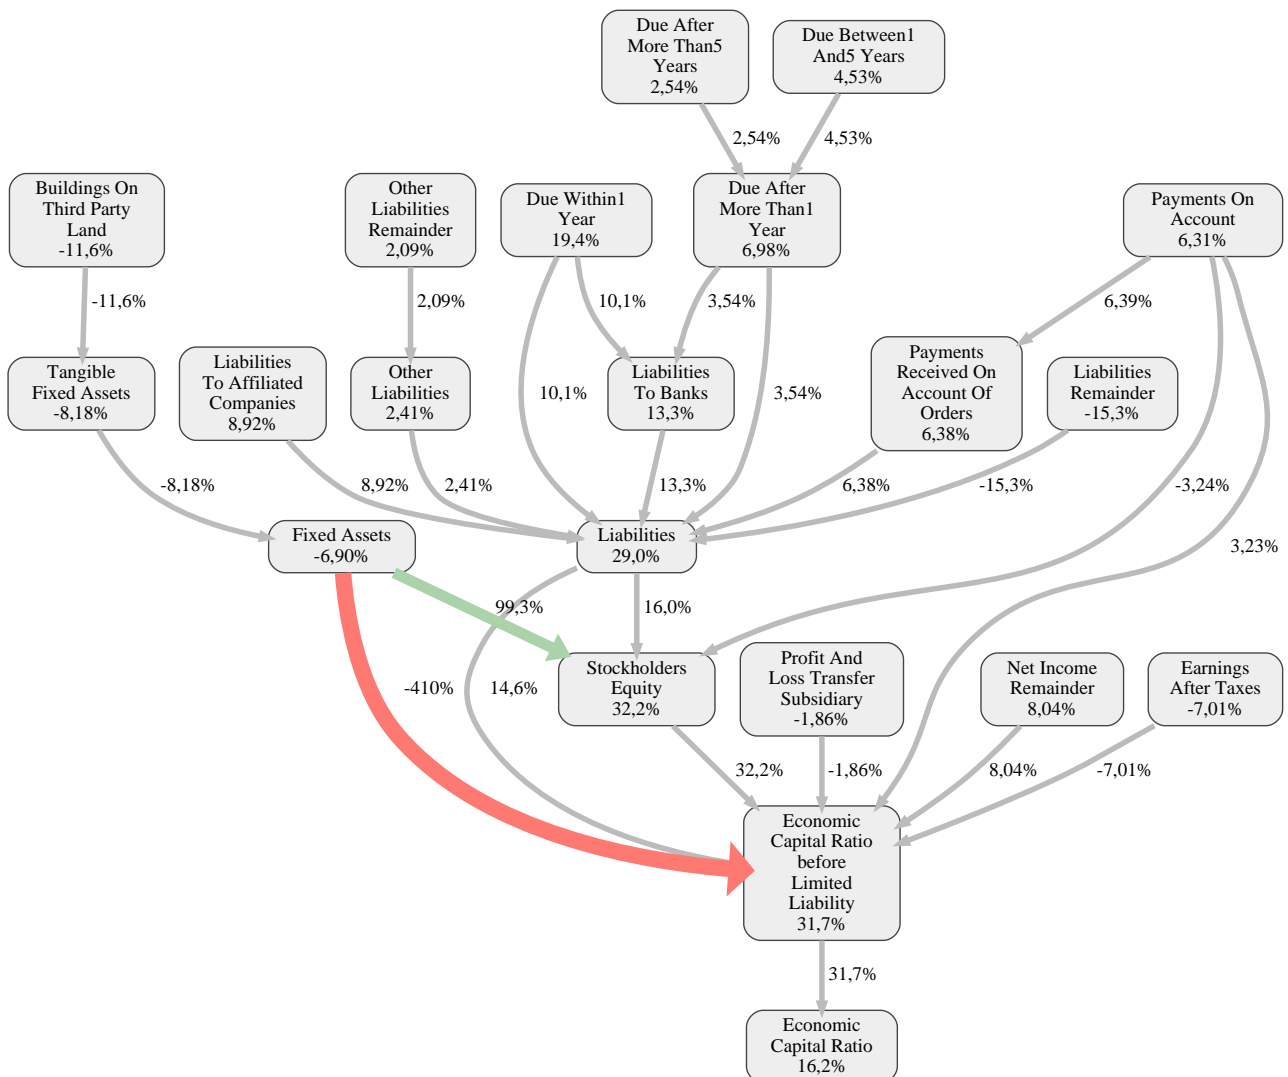 Due After
More Than5
Years
2,54%
Due Between1
And5 Years
4,53%
2,54%
4,53%
Buildings On
Third Party
Land
-11,6%
Other
Liabilities
Remainder
2,09%
Due Within1
Year
19,4%
Due After
More Than1
Year
6,98%
Payments On
Account
6,31%
-11,6%
2,09%
10,1%
3,54%
6,39%
Tangible
Fixed Assets
-8,18%
Liabilities
To Affiliated
Companies
8,92%
Other
Liabilities
2,41%
10,1%
Liabilities
To Banks
13,3%
3,54%
Payments
Received On
Account Of
Orders
6,38%
Liabilities
Remainder
-15,3%
-8,18%
8,92%
2,41%
13,3%
6,38%
-15,3%
-3,24%
Fixed Assets
-6,90%
Liabilities
29,0%
3,23%
99,3%
16,0%
-410%
14,6%
Stockholders
Equity
32,2%
Profit And
Loss Transfer
Subsidiary
-1,86%
Net Income
Remainder
8,04%
Earnings
After Taxes
-7,01%
32,2%
-1,86%
8,04%
-7,01%
Economic
Capital Ratio
before
Limited
Liability
31,7%
31,7%
Economic
Capital Ratio
16,2%